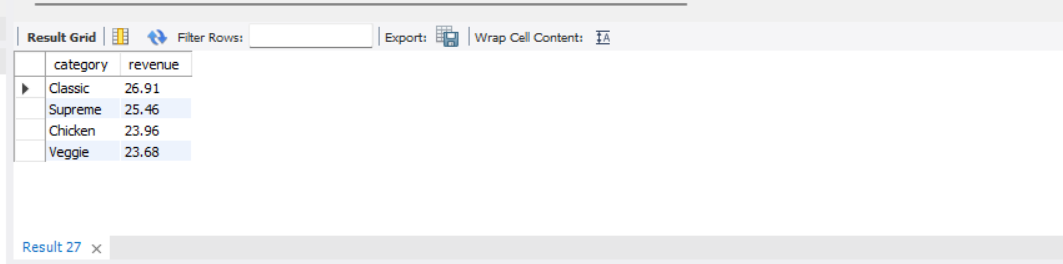 Result Grid Filter Rows: Export: Wrap Cell Content: IA
category revenue
Classic 26.91
Supreme 25.46
Chicken 23.96
Veggie 23.68
Result 27 ×